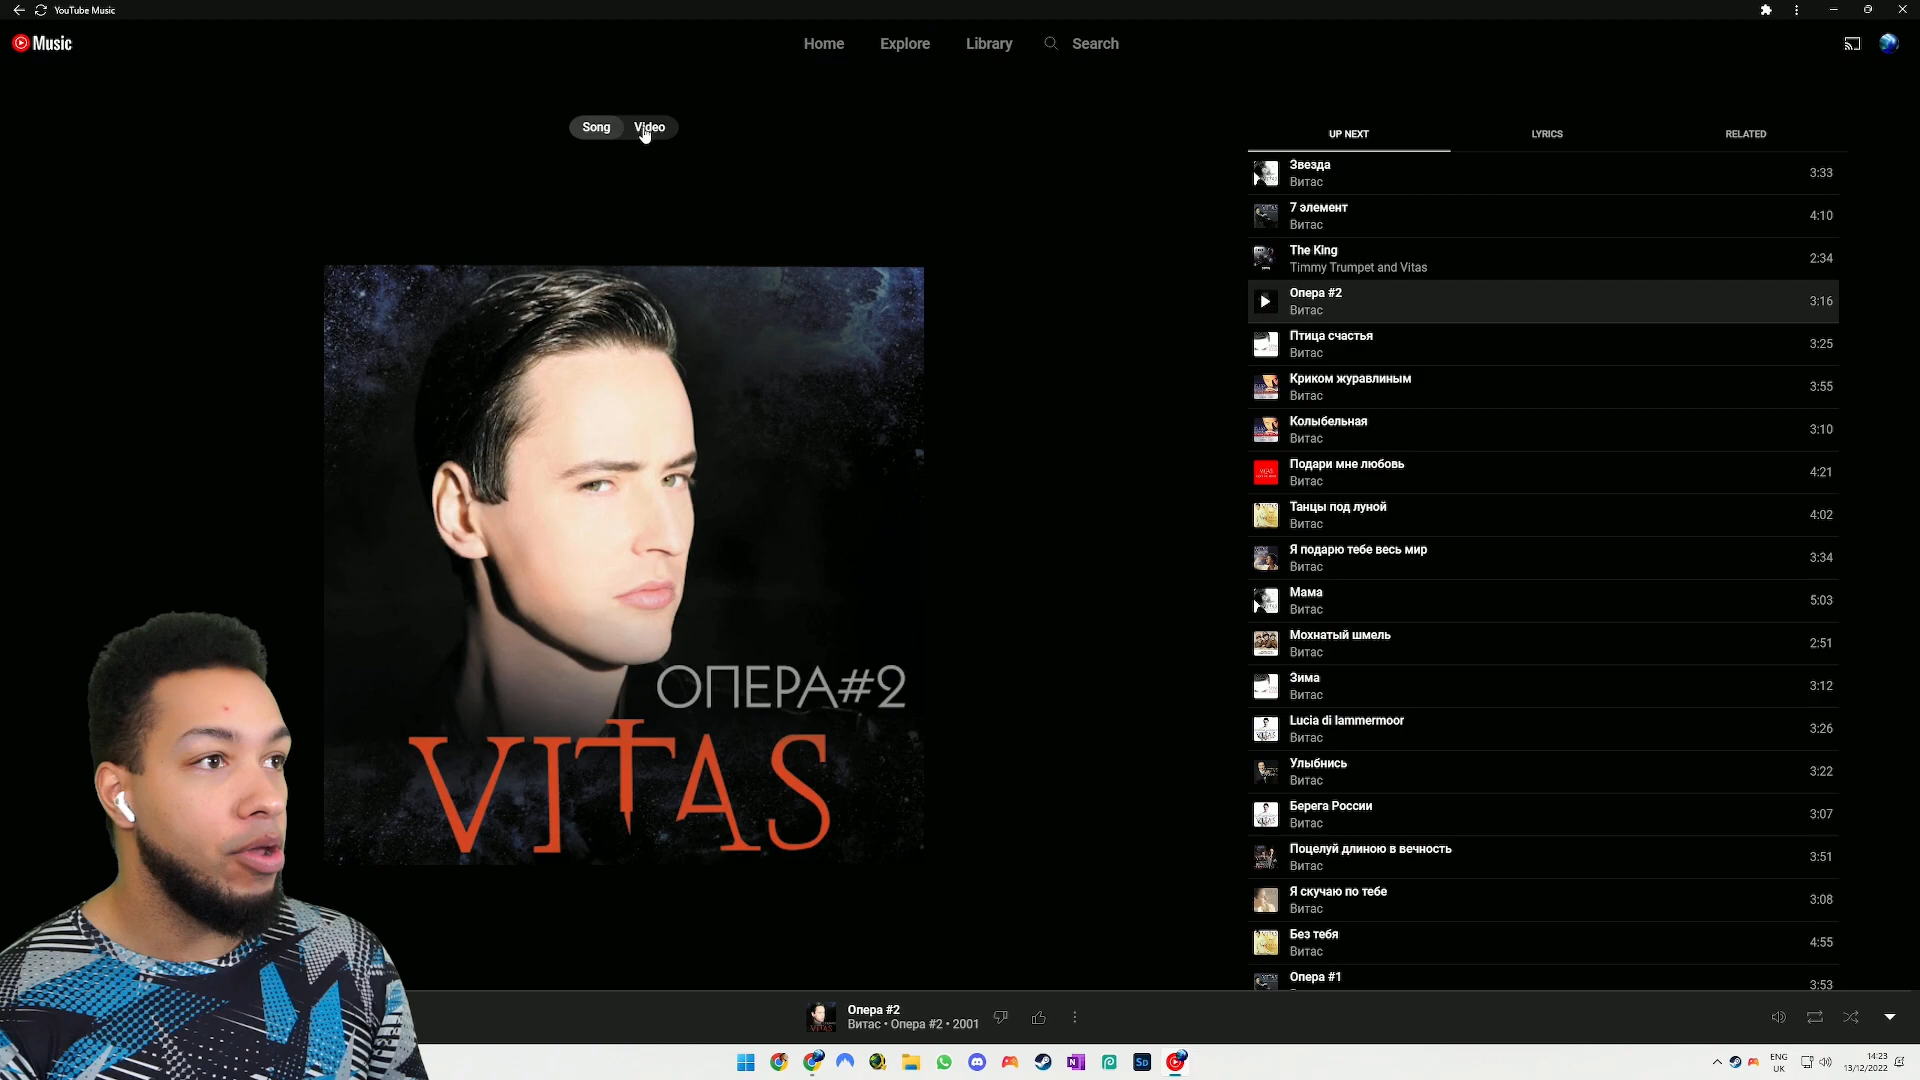 YouTube Music
Music
Home
Explore
Library
Search
Song
Video
ОПЕРА#2
VITAS
UP NEXT
LYRICS
RELATED
Звезда
Витас
3:33
7 элемент
Витас
4:10
The King
Timmy Trumpet and Vitas
2:34
Опера #2
Витас
3:16
Птица счастья
Витас
3:25
Криком журавлиным
Витас
3:55
Колыбельная
Витас
3:10
Подари мне любовь
Витас
4:21
Танцы под луной
Витас
4:02
Я подарю тебе весь мир
Витас
3:34
Мама
Витас
5:03
Мохнатый шмель
Витас
2:51
Зима
Витас
3:12
Lucia di lammermoor
Витас
3:26
Улыбнись
Витас
3:22
Берега России
Витас
3:07
Поцелуй длиною в вечность
Витас
3:51
Я скучаю по тебе
Витас
3:08
Без тебя
Витас
4:55
Опера #1
3:53
Опера #2
Витас • Опера #2 • 2001
Sd
ENG
UK
14:23
13/12/2022